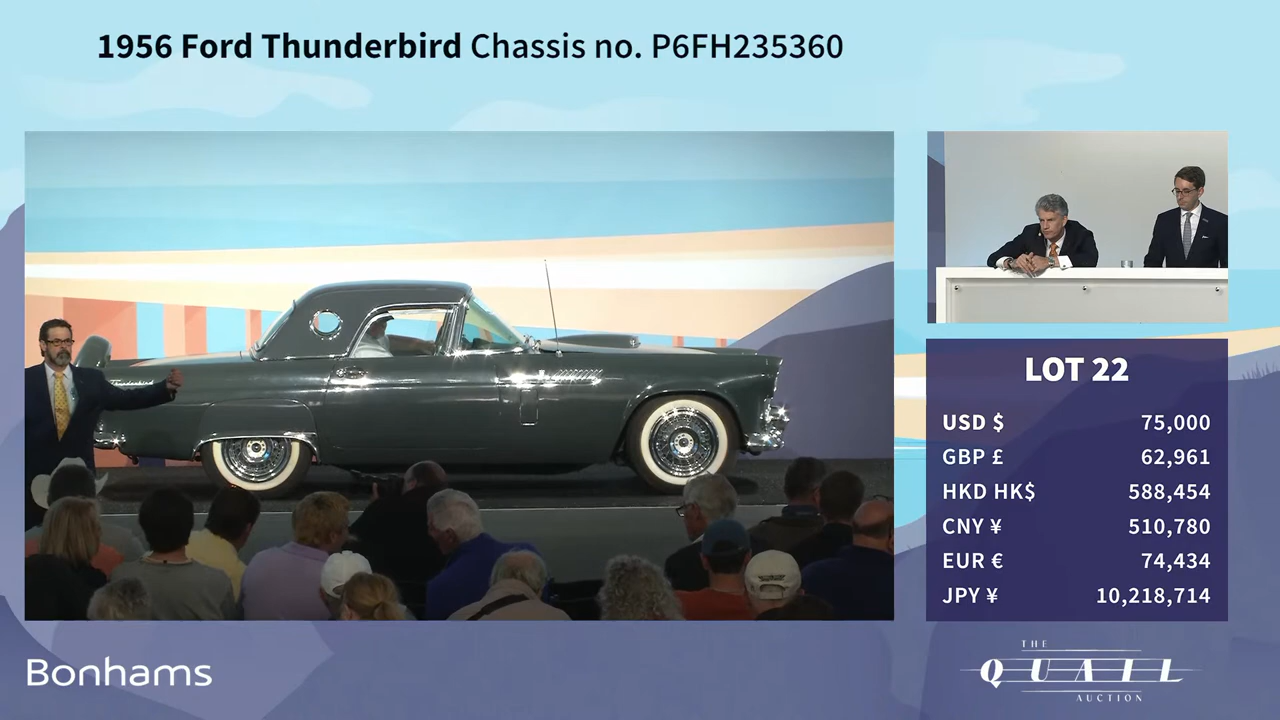 1956 Ford Thunderbird Chassis no. P6FH235360
LOT 22
USD $ 75,000
GBP £ 62,961
HKD HK$ 588,454
CNY ¥ 510,780
EUR € 74,434
JPY ¥ 10,218,714
Bonhams
THE
QUAIL
AUCTION